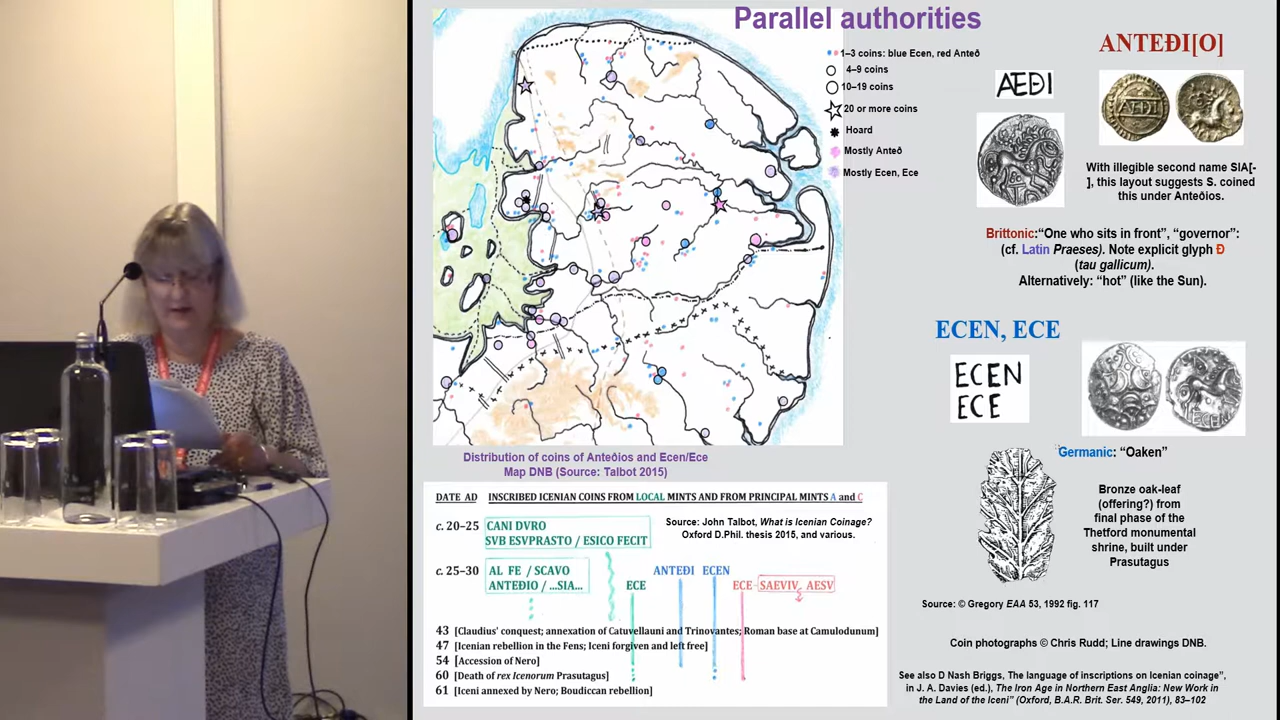 Parallel authorities
1–3 coins: blue Ecen, red Anteð
4–9 coins
10–19 coins
20 or more coins
Hoard
Mostly Anteð
Mostly Ecen, Ece
Distribution of coins of Anteðios and Ecen/Ece
Map DNB (Source: Talbot 2015)
ANTEÐI[O]
ÆÐI
With illegible second name SIA[-
], this layout suggests S. coined
this under Anteðios.
Brittonic:“One who sits in front”, “governor”:
(cf. Latin Praeses). Note explicit glyph Ð
(tau gallicum).
Alternatively: “hot” (like the Sun).
ECEN, ECE
ECEN
ECE
Germanic: “Oaken”
Bronze oak-leaf
(offering?) from
final phase of the
Thetford monumental
shrine, built under
Prasutagus
Source: © Gregory EAA 53, 1992 fig. 117
Coin photographs © Chris Rudd; Line drawings DNB.
See also D Nash Briggs, The language of inscriptions on Icenian coinage”,
in J. A. Davies (ed.), The Iron Age in Northern East Anglia: New Work in
the Land of the Iceni” (Oxford, B.A.R. Brit. Ser. 549, 2011), 83–102
DATE AD INSCRIBED ICENIAN COINS FROM LOCAL MINTS AND FROM PRINCIPAL MINTS A and C
c. 20–25 CANI DVRO
SVB ESVPRASTO / ESICO FECIT
Source: John Talbot, What is Icenian Coinage?
Oxford D.Phil. thesis 2015, and various.
c. 25–30 AL FE / SCAVO ANTEÐI ECEN
ANTEÐIO / ...SIA... ECE ECE SAEVIV, AESV
43 [Claudius' conquest; annexation of Catuvellauni and Trinovantes; Roman base at Camulodunum]
47 [Icenian rebellion in the Fens; Iceni forgiven and left free]
54 [Accession of Nero]
60 [Death of rex Icenorum Prasutagus]
61 [Iceni annexed by Nero; Boudiccan rebellion]